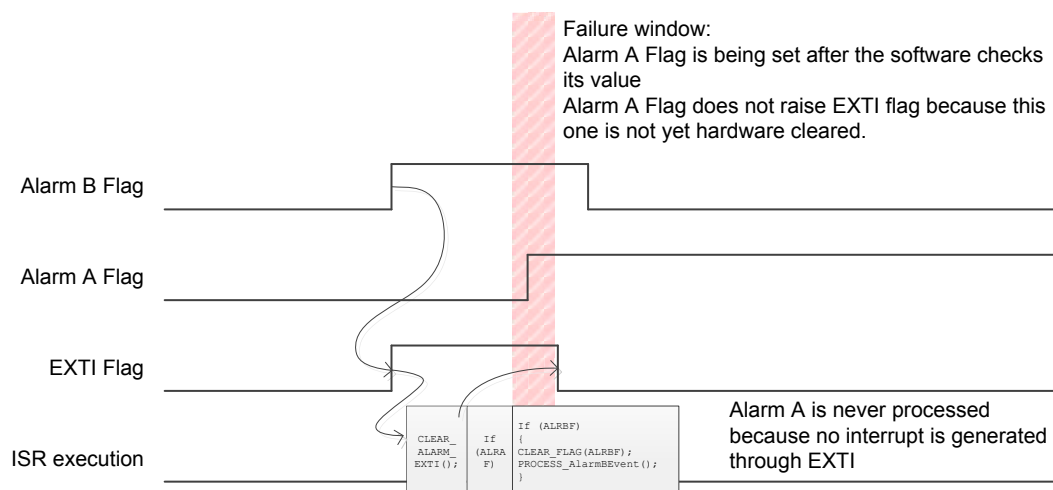 Failure window:
Alarm A Flag is being set after the software checks
its value
Alarm A Flag does not raise EXTI flag because this
one is not yet hardware cleared.
Alarm B Flag
Alarm A Flag
EXTI Flag
ISR execution
CLEAR_
ALARM_
EXTI();
If
(ALRA
F)
If (ALRBF)
{
CLEAR_FLAG(ALRBF);
PROCESS_AlarmBEvent();
}
Alarm A is never processed
because no interrupt is generated
through EXTI